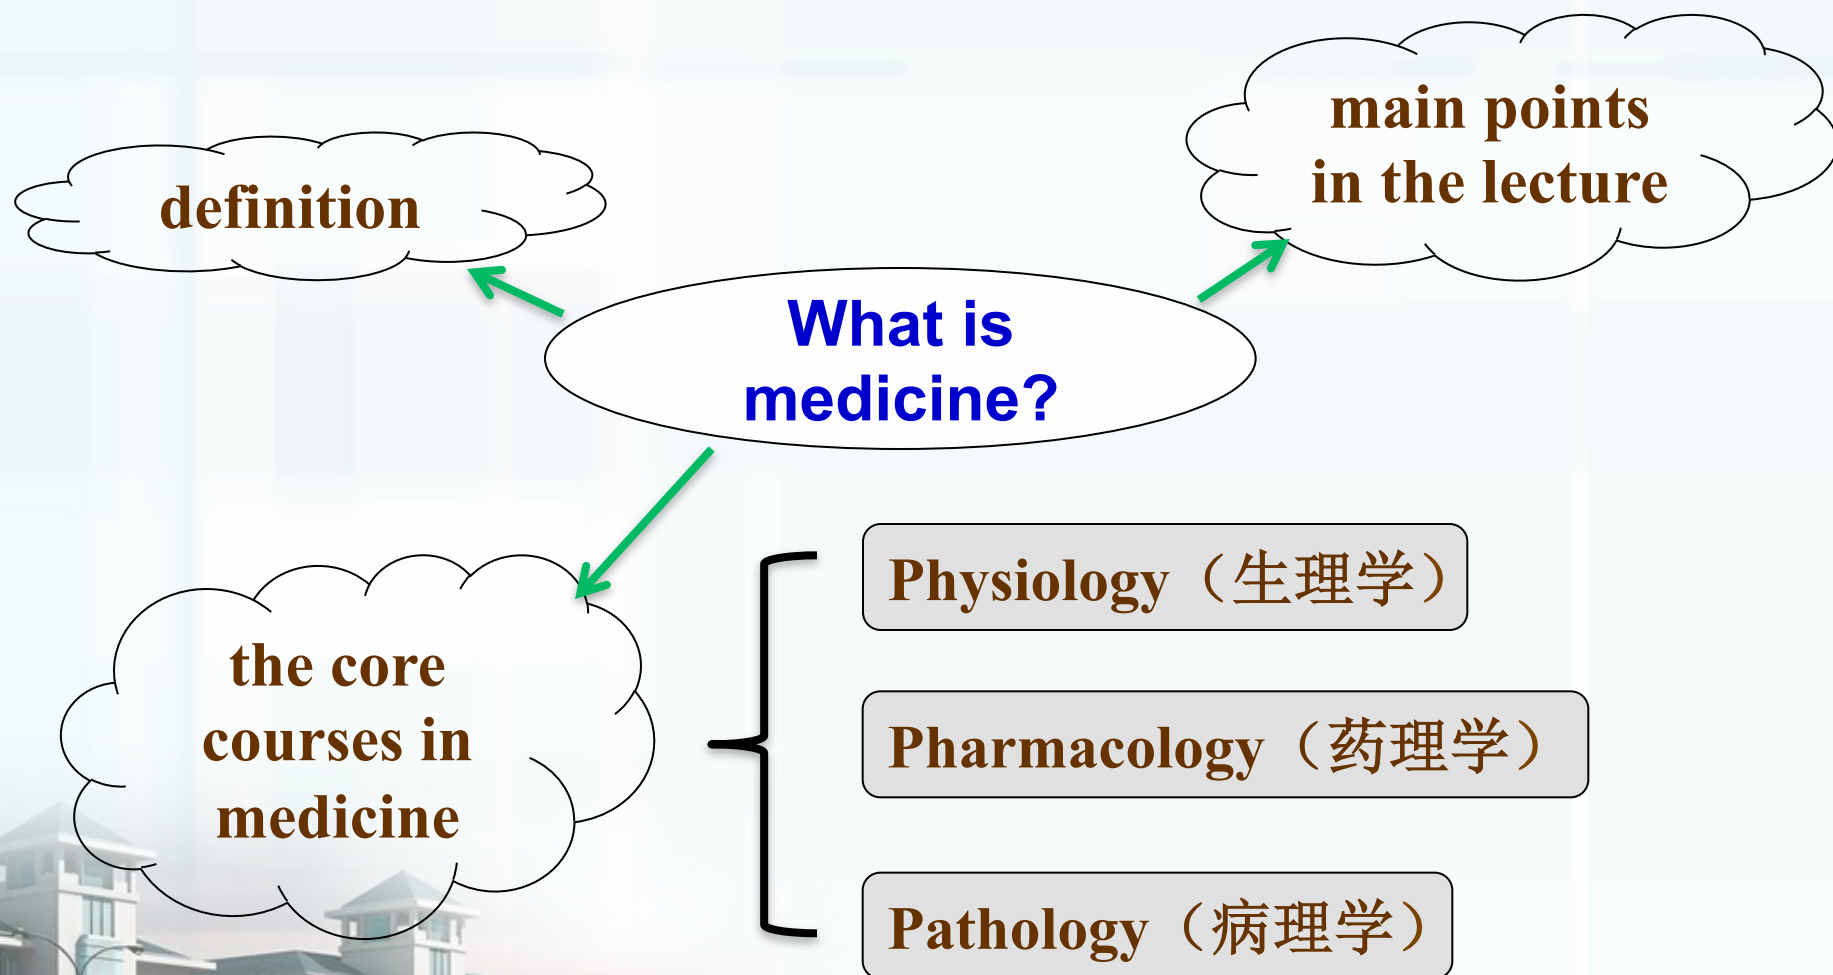 main points
in the lecture
definition
What is
medicine?
the core
courses in
medicine
Physiology（生理学）
Pharmacology（药理学）
Pathology（病理学）